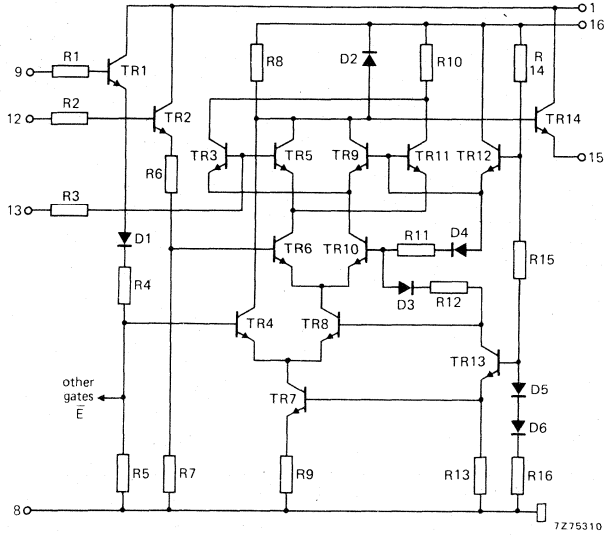 1
16
R1
9
TR1
R8
D2
R10
R
14
R2
12
TR2
TR14
R6
TR3
TR5
TR9
TR11
TR12
15
R3
13
D1
TR6
TR10
R11
D4
R15
R4
D3
R12
TR4
TR8
TR13
other
gates
E̅
TR7
D5
D6
R5
R7
R9
R13
R16
8
7Z75310